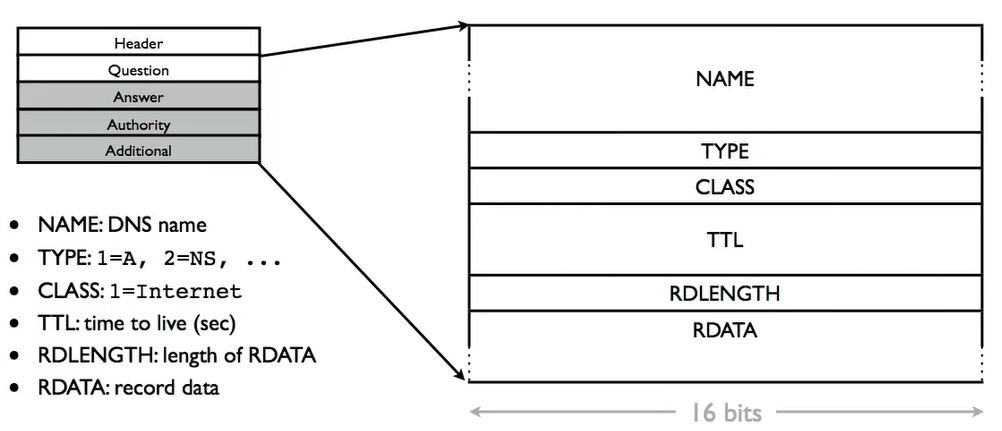 Header
Question
Answer
Authority
Additional
NAME
TYPE
CLASS
TTL
RDLENGTH
RDATA
16 bits
• NAME: DNS name
• TYPE: 1=A, 2=NS, ...
• CLASS: 1=Internet
• TTL: time to live (sec)
• RDLENGTH: length of RDATA
• RDATA: record data